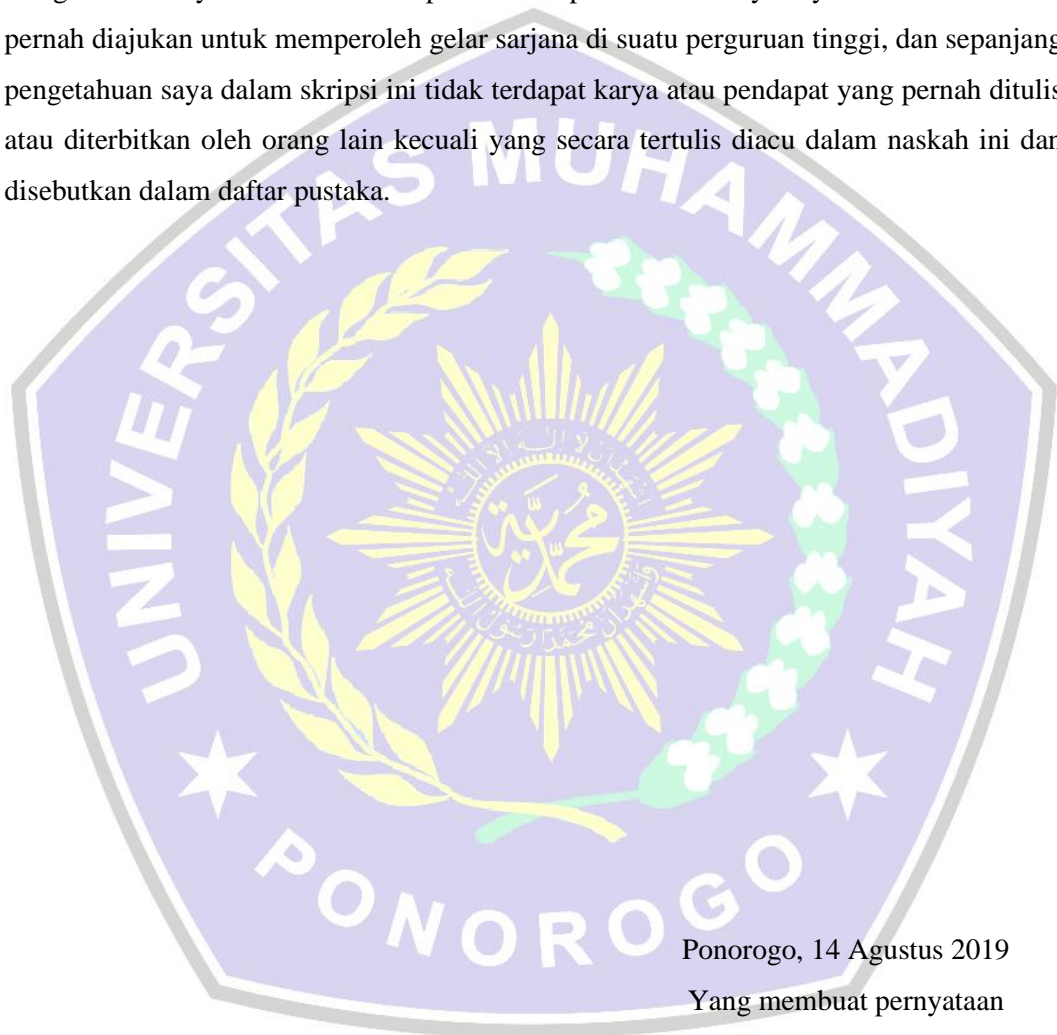 pernah diajukan untuk memperoleh gelar sarjana di suatu perguruan tinggi, dan sepanjang
pengetahuan saya dalam skripsi ini tidak terdapat karya atau pendapat yang pernah ditulis
atau diterbitkan oleh orang lain kecuali yang secara tertulis diacu dalam naskah ini dan
disebutkan dalam daftar pustaka.
UNIVERSITAS MUHAMMADIYAH
محمدية
PONOROGO
Ponorogo, 14 Agustus 2019
Yang membuat pernyataan